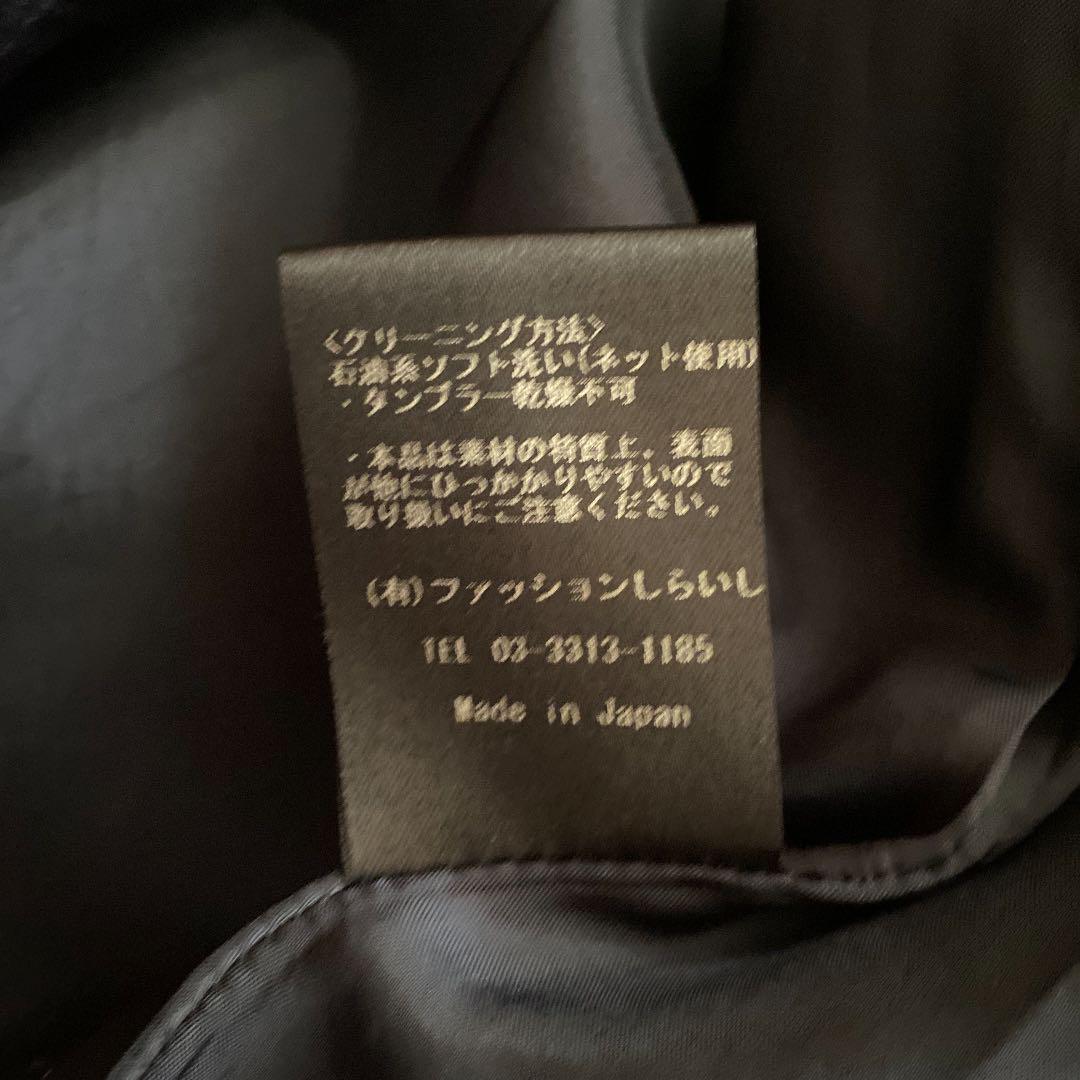 〈クリーニング方法〉
石油系ソフト洗い(ネット使用)
・タンブラー乾燥不可
・本品は素材の特質上、表面
が他にひっかかりやすいので
取り扱いにご注意ください。
(有)ファッションしらいし
TEL 03-3313-1185
Made in Japan